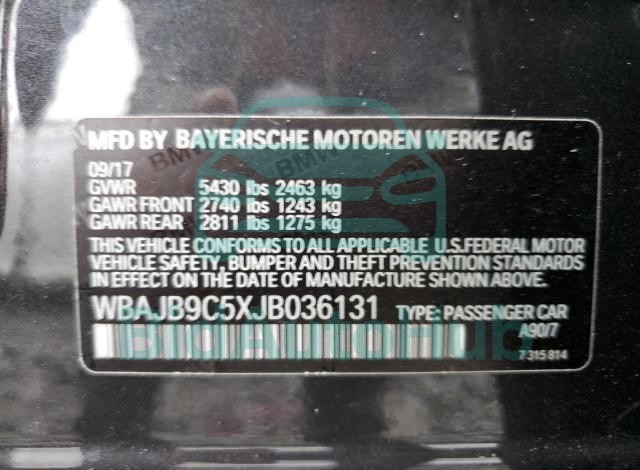 MFD BY BAYERISCHE MOTOREN WERKE AG
09/17
GVWR 5430 lbs 2463 kg
GAWR FRONT 2740 lbs 1243 kg
GAWR REAR 2811 lbs 1275 kg
THIS VEHICLE CONFORMS TO ALL APPLICABLE U.S.FEDERAL MOTOR
VEHICLE SAFETY, BUMPER AND THEFT PREVENTION STANDARDS
IN EFFECT ON THE DATE OF MANUFACTURE SHOWN ABOVE.
WBAJB9C5XJB036131 TYPE: PASSENGER CAR
A90/7
7 315 814
BidAutoHub